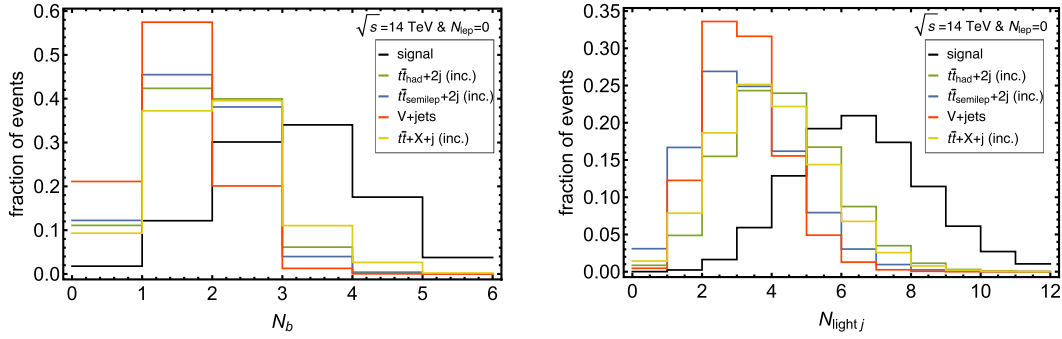 √s =14 TeV & N_lep=0
signal
tt̄_had+2j (inc.)
tt̄_semilep+2j (inc.)
V+jets
tt̄+X+j (inc.)
fraction of events
0.6
0.5
0.4
0.3
0.2
0.1
0.0
0 1 2 3 4 5 6
N_b
√s =14 TeV & N_lep=0
signal
tt̄_had+2j (inc.)
tt̄_semilep+2j (inc.)
V+jets
tt̄+X+j (inc.)
fraction of events
0.35
0.30
0.25
0.20
0.15
0.10
0.05
0.00
0 2 4 6 8 10 12
N_light j